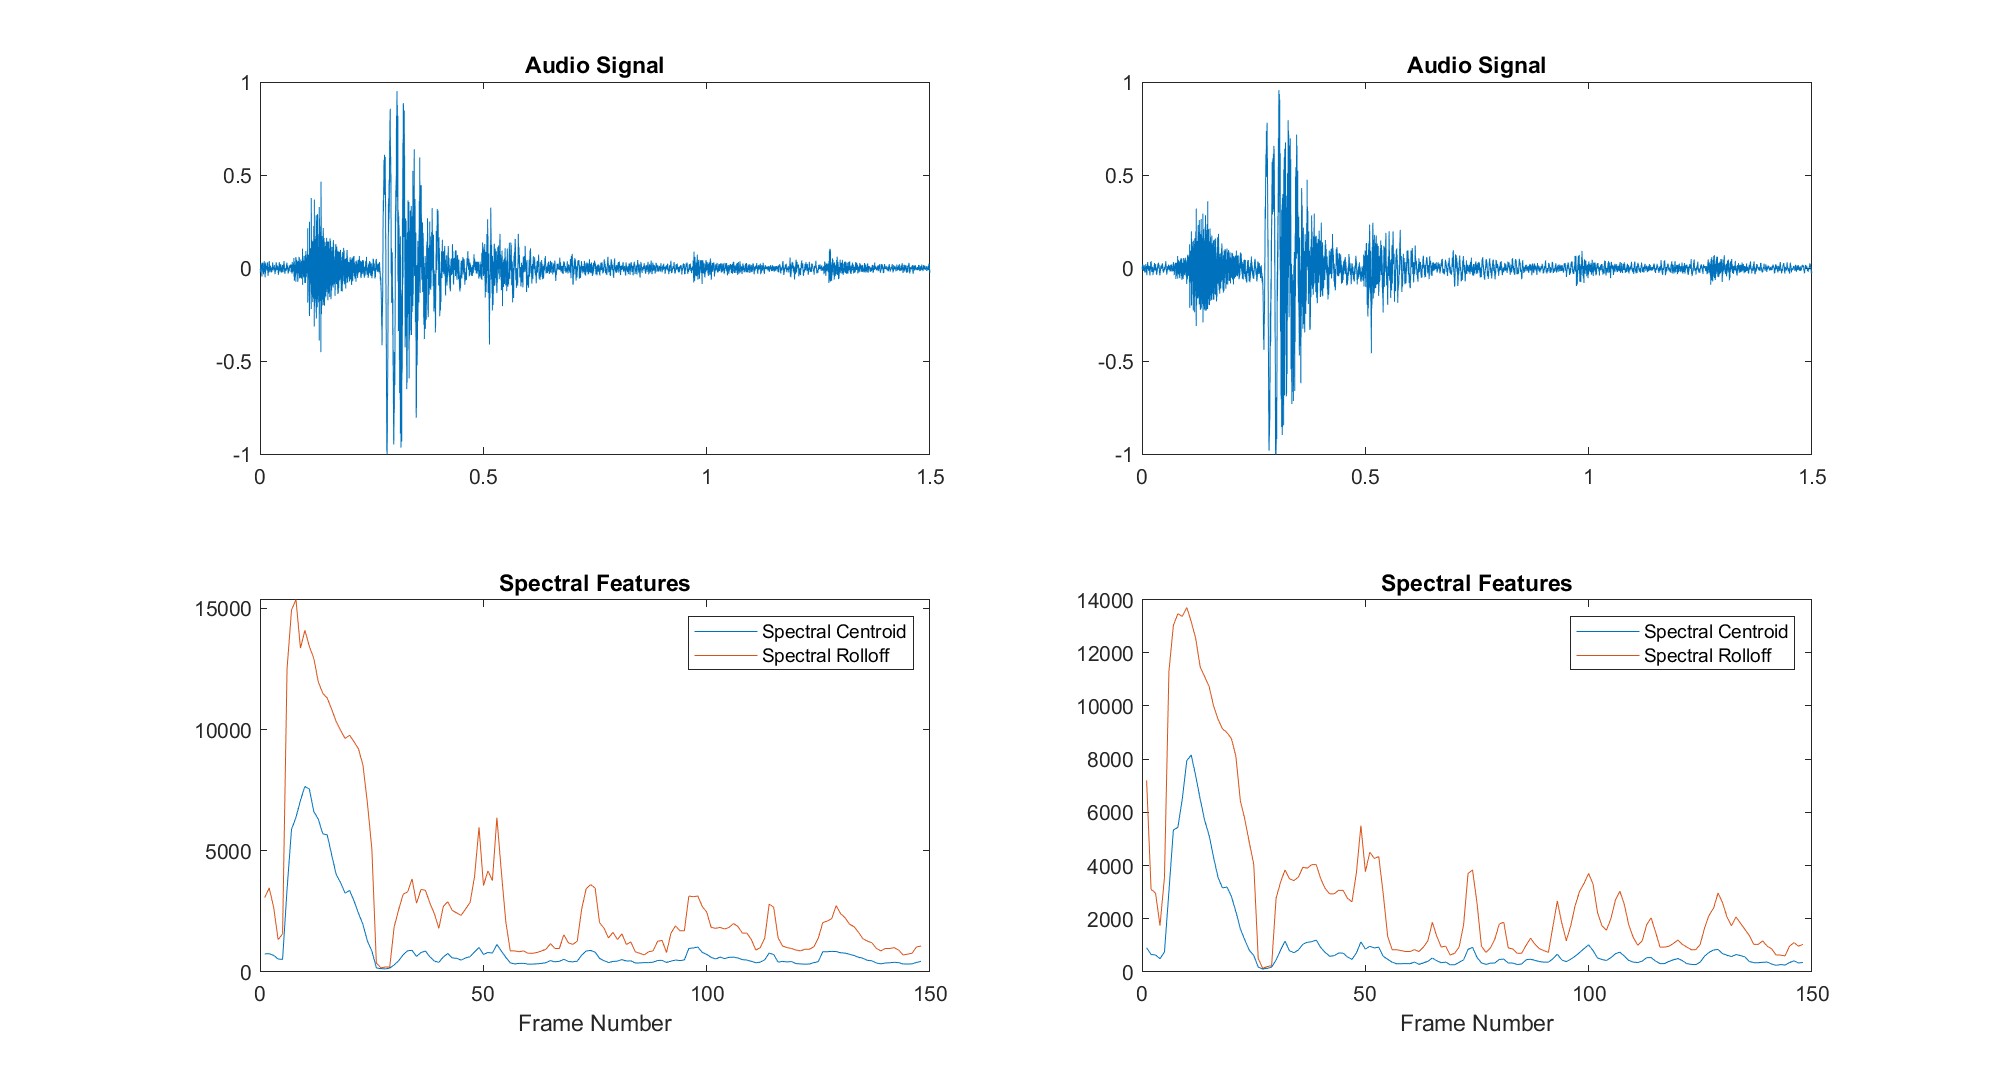 Audio Signal
1
0.5
0
-0.5
-1
0 0.5 1 1.5
Audio Signal
1
0.5
0
-0.5
-1
0 0.5 1 1.5
Spectral Features
15000
10000
5000
0
0 50 100 150
Spectral Centroid
Spectral Rolloff
Frame Number
Spectral Features
14000
12000
10000
8000
6000
4000
2000
0
0 50 100 150
Spectral Centroid
Spectral Rolloff
Frame Number